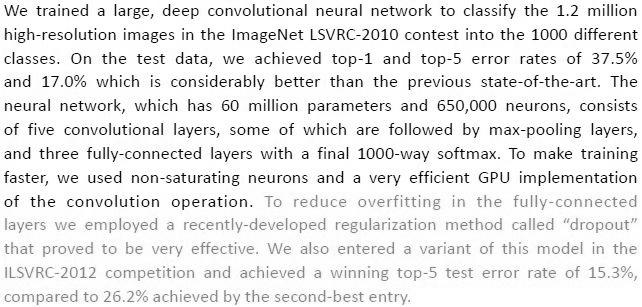 We trained a large, deep convolutional neural network to classify the 1.2 million
high-resolution images in the ImageNet LSVRC-2010 contest into the 1000 different
classes. On the test data, we achieved top-1 and top-5 error rates of 37.5%
and 17.0% which is considerably better than the previous state-of-the-art. The
neural network, which has 60 million parameters and 650,000 neurons, consists
of five convolutional layers, some of which are followed by max-pooling layers,
and three fully-connected layers with a final 1000-way softmax. To make training
faster, we used non-saturating neurons and a very efficient GPU implementation
of the convolution operation. To reduce overfitting in the fully-connected
layers we employed a recently-developed regularization method called “dropout”
that proved to be very effective. We also entered a variant of this model in the
ILSVRC-2012 competition and achieved a winning top-5 test error rate of 15.3%,
compared to 26.2% achieved by the second-best entry.